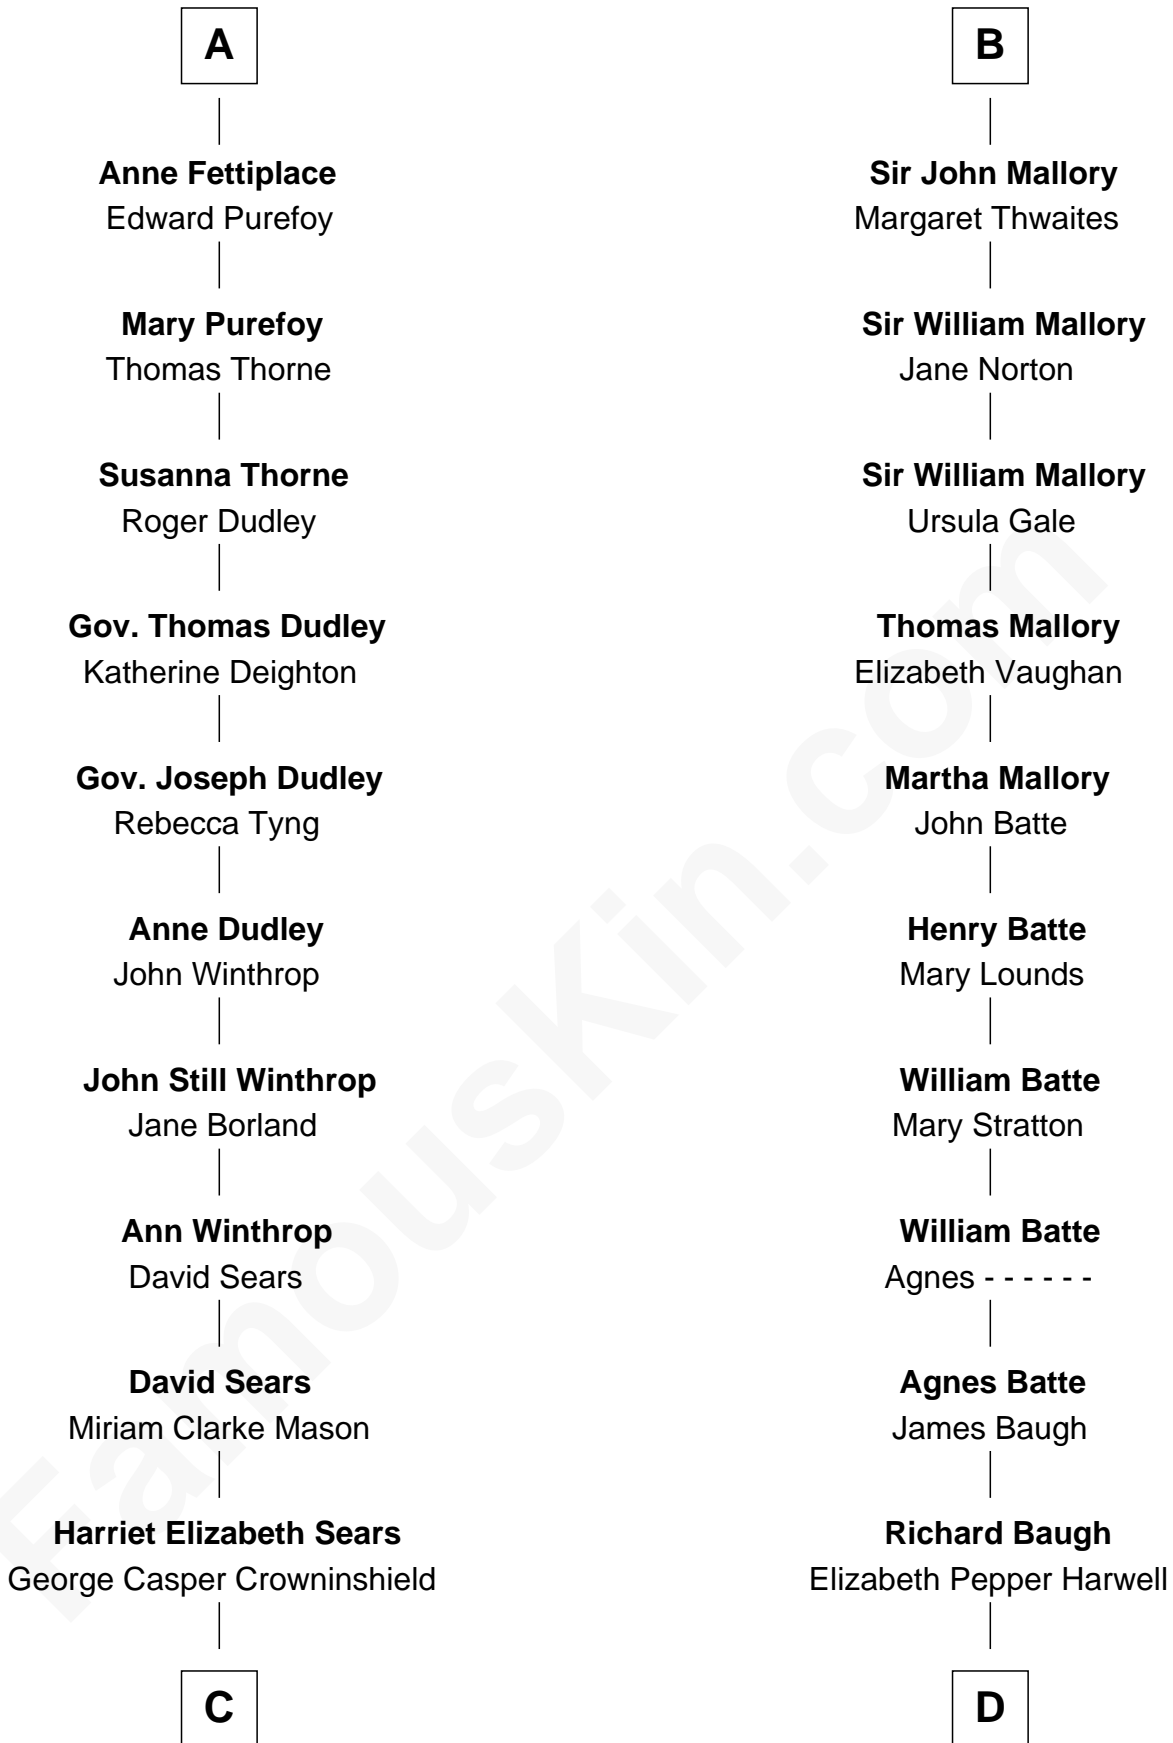 A
Anne Fettiplace
Edward Purefoy
Mary Purefoy
Thomas Thorne
Susanna Thorne
Roger Dudley
Gov. Thomas Dudley
Katherine Deighton
Gov. Joseph Dudley
Rebecca Tyng
Anne Dudley
John Winthrop
John Still Winthrop
Jane Borland
Ann Winthrop
David Sears
David Sears
Miriam Clarke Mason
Harriet Elizabeth Sears
George Casper Crowninshield
C
B
Sir John Mallory
Margaret Thwaites
Sir William Mallory
Jane Norton
Sir William Mallory
Ursula Gale
Thomas Mallory
Elizabeth Vaughan
Martha Mallory
John Batte
Henry Batte
Mary Lounds
William Batte
Mary Stratton
William Batte
Agnes - - - - - -
Agnes Batte
James Baugh
Richard Baugh
Elizabeth Pepper Harwell
D
FamousKin.com